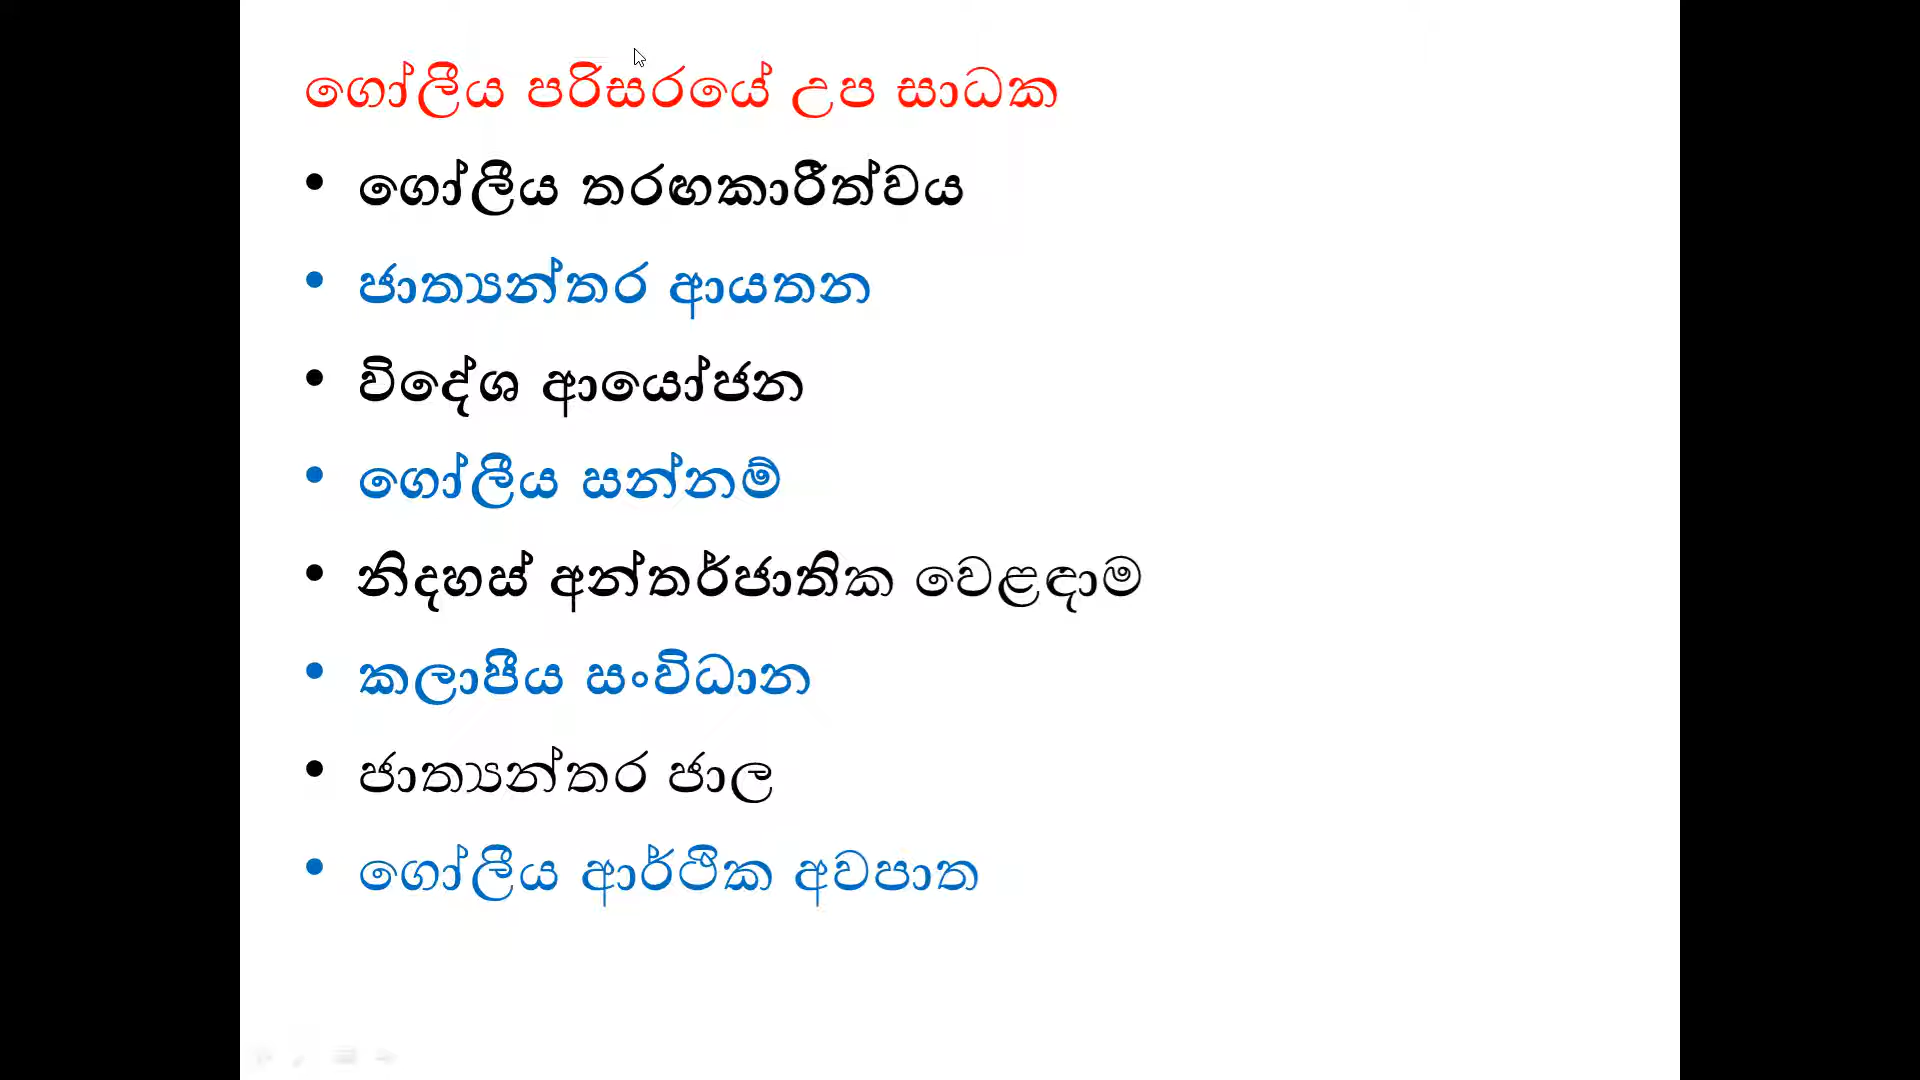 ගෝලීය පරිසරයේ උප සාධක
• ගෝලීය තරඟකාරීත්වය
• ජාත්‍යන්තර ආයතන
• විදේශ ආයෝජන
• ගෝලීය සන්නම්
• නිදහස් අන්තර්ජාතික වෙළඳාම
• කලාපීය සංවිධාන
• ජාත්‍යන්තර ජාල
• ගෝලීය ආර්ථික අවපාත